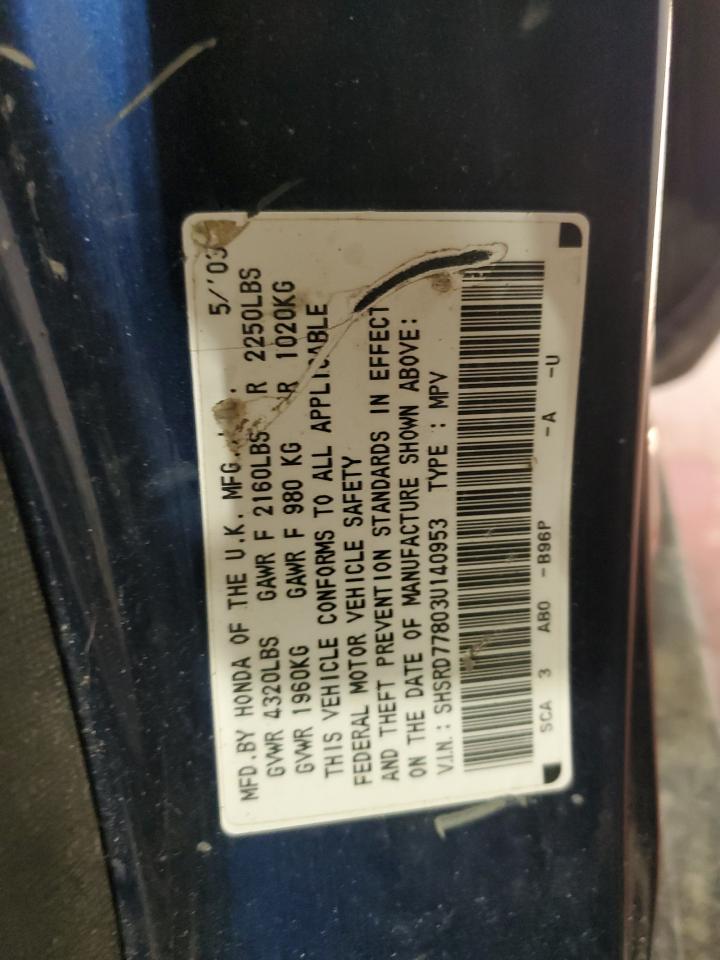 MFD.BY HONDA OF THE U.K. MFG. 5/'03
GVWR 4320LBS GAWR F 2160LBS R 2250LBS
GVWR 1960KG GAWR F 980 KG R 1020KG
THIS VEHICLE CONFORMS TO ALL APPLICABLE
FEDERAL MOTOR VEHICLE SAFETY
AND THEFT PREVENTION STANDARDS IN EFFECT
ON THE DATE OF MANUFACTURE SHOWN ABOVE:
V.I.N.: SHSRD77803U140953 TYPE : MPV
SCA 3 AB0 -B96P -A -U